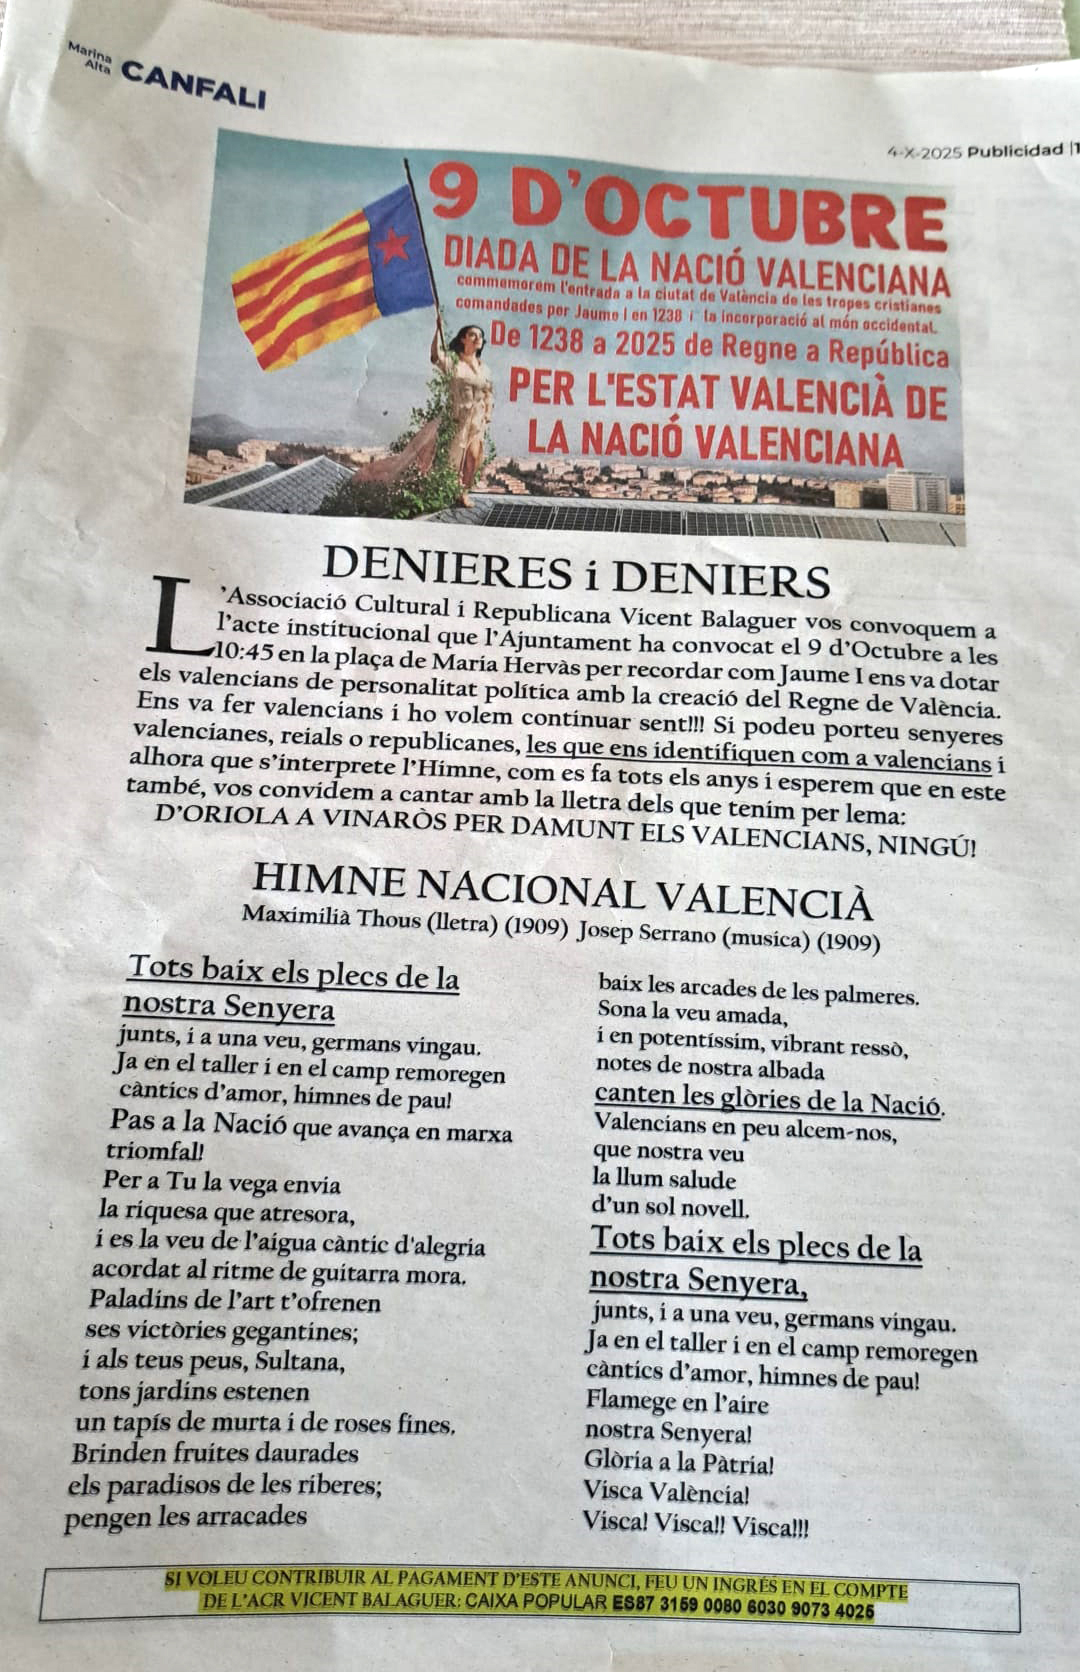 Marina
Alta CANFALI
4-X-2025 Publicidad
9 D'OCTUBRE
DIADA DE LA NACIÓ VALENCIANA
commemorem l'entrada a la ciutat de València de les tropes cristianes
comandades per Jaume I en 1238 i la incorporació al món occidental.
De 1238 a 2025 de Regne a República
PER L'ESTAT VALENCIÀ DE
LA NACIÓ VALENCIANA
DENIERES i DENIERS
L'Associació Cultural i Republicana Vicent Balaguer vos convoquem a
l'acte institucional que l'Ajuntament ha convocat el 9 d'Octubre a les
10:45 en la plaça de Maria Hervàs per recordar com Jaume I ens va dotar
els valencians de personalitat política amb la creació del Regne de València.
Ens va fer valencians i ho volem continuar sent!!! Si podeu porteu senyeres
valencianes, reials o republicanes, les que ens identifiquen com a valencians i
alhora que s'interprete l'Himne, com es fa tots els anys i esperem que en este
també, vos convidem a cantar amb la lletra dels que tenim per lema:
D'ORIOLA A VINARÒS PER DAMUNT ELS VALENCIANS, NINGÚ!
HIMNE NACIONAL VALENCIÀ
Maximilià Thous (lletra) (1909) Josep Serrano (musica) (1909)
Tots baix els plecs de la
nostra Senyera
junts, i a una veu, germans vingau.
Ja en el taller i en el camp remoregen
càntics d'amor, himnes de pau!
Pas a la Nació que avança en marxa
triomfal!
Per a Tu la vega envia
la riquesa que atresora,
i es la veu de l'aigua càntic d'alegria
acordat al ritme de guitarra mora.
Paladins de l'art t'ofrenen
ses victòries gegantines;
i als teus peus, Sultana,
tons jardins estenen
un tapís de murta i de roses fines.
Brinden fruites daurades
els paradisos de les riberes;
pengen les arracades
baix les arcades de les palmeres.
Sona la veu amada,
i en potentíssim, vibrant ressò,
notes de nostra albada
canten les glòries de la Nació.
Valencians en peu alcem-nos,
que nostra veu
la llum salude
d'un sol novell.
Tots baix els plecs de la
nostra Senyera,
junts, i a una veu, germans vingau.
Ja en el taller i en el camp remoregen
càntics d'amor, himnes de pau!
Flamege en l'aire
nostra Senyera!
Glòria a la Pàtria!
Visca València!
Visca! Visca!! Visca!!!
SI VOLEU CONTRIBUIR AL PAGAMENT D'ESTE ANUNCI, FEU UN INGRÉS EN EL COMPTE
DE L'ACR VICENT BALAGUER: CAIXA POPULAR ES87 3159 0080 6030 9073 4025